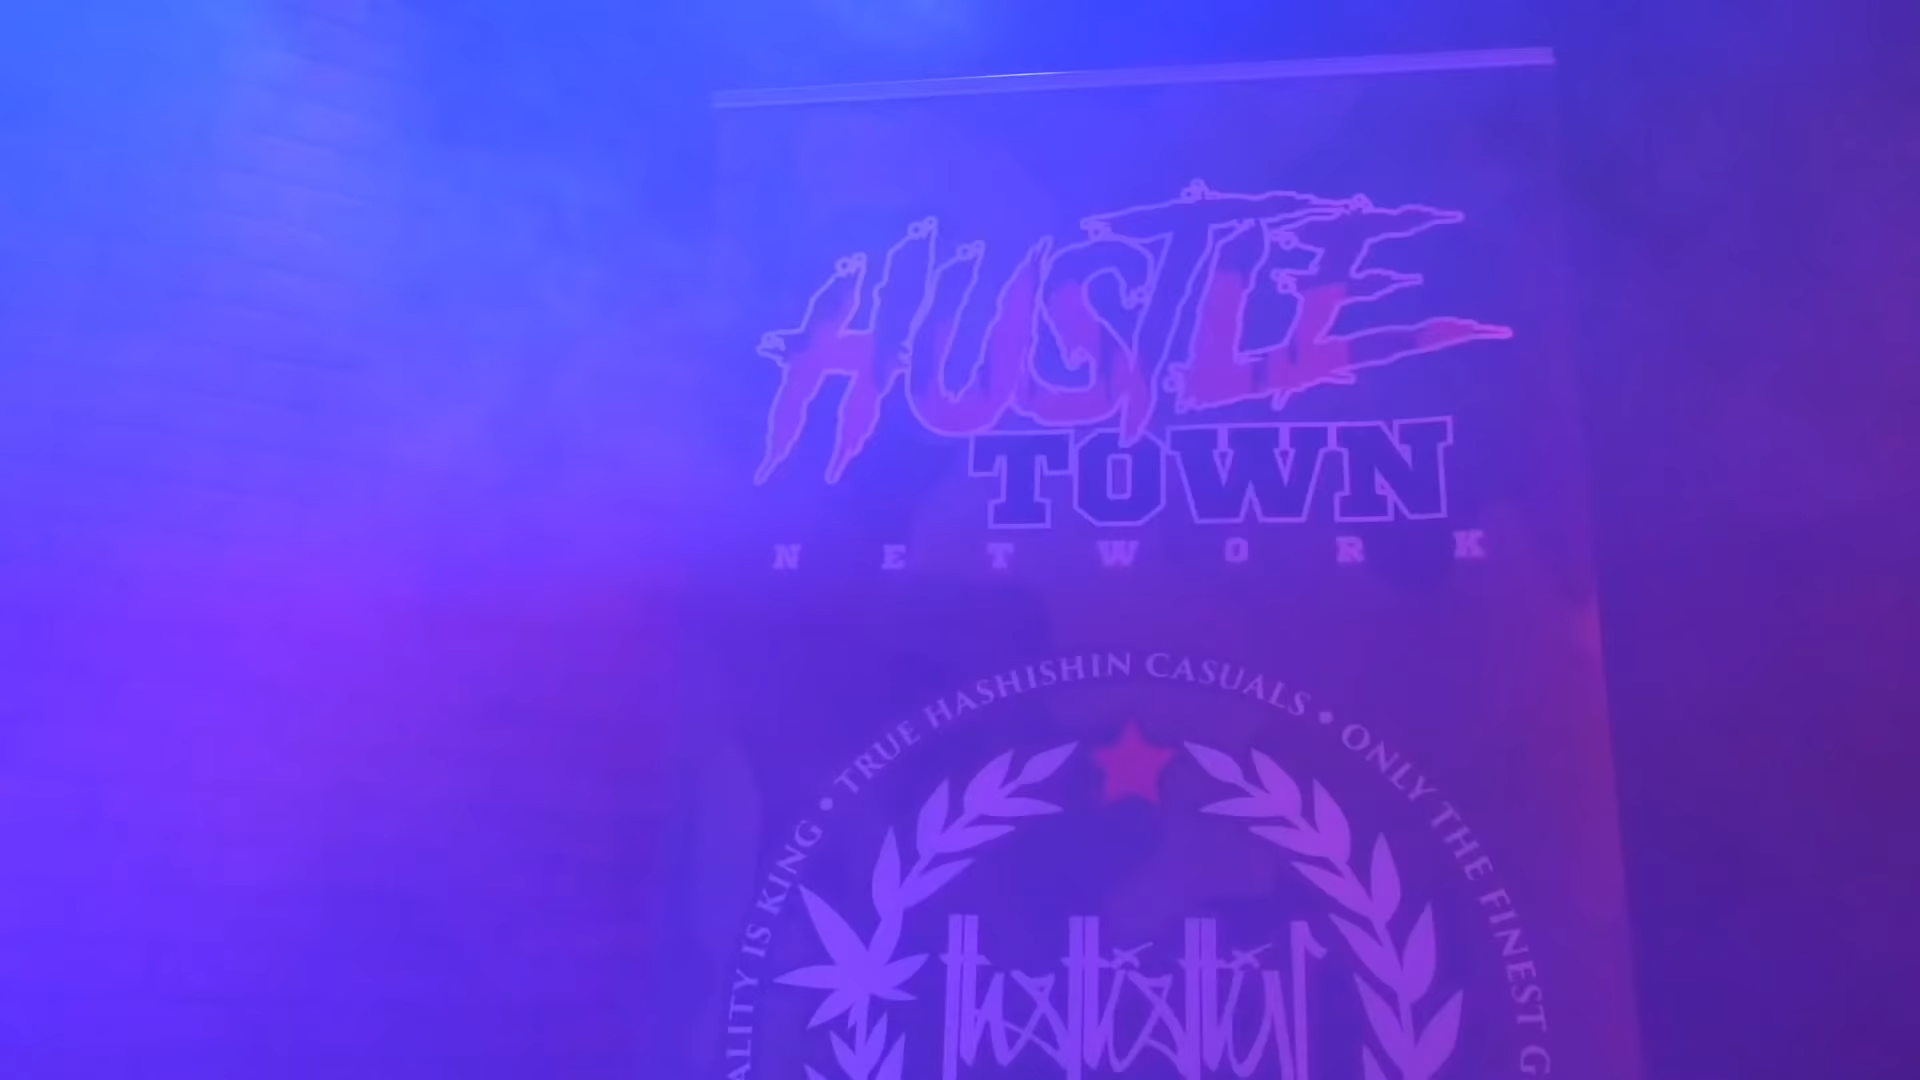 HUSTLE
TOWN
NETWORK
ALITY IS KING • TRUE HASHISHIN CASUALS • ONLY THE FINEST G